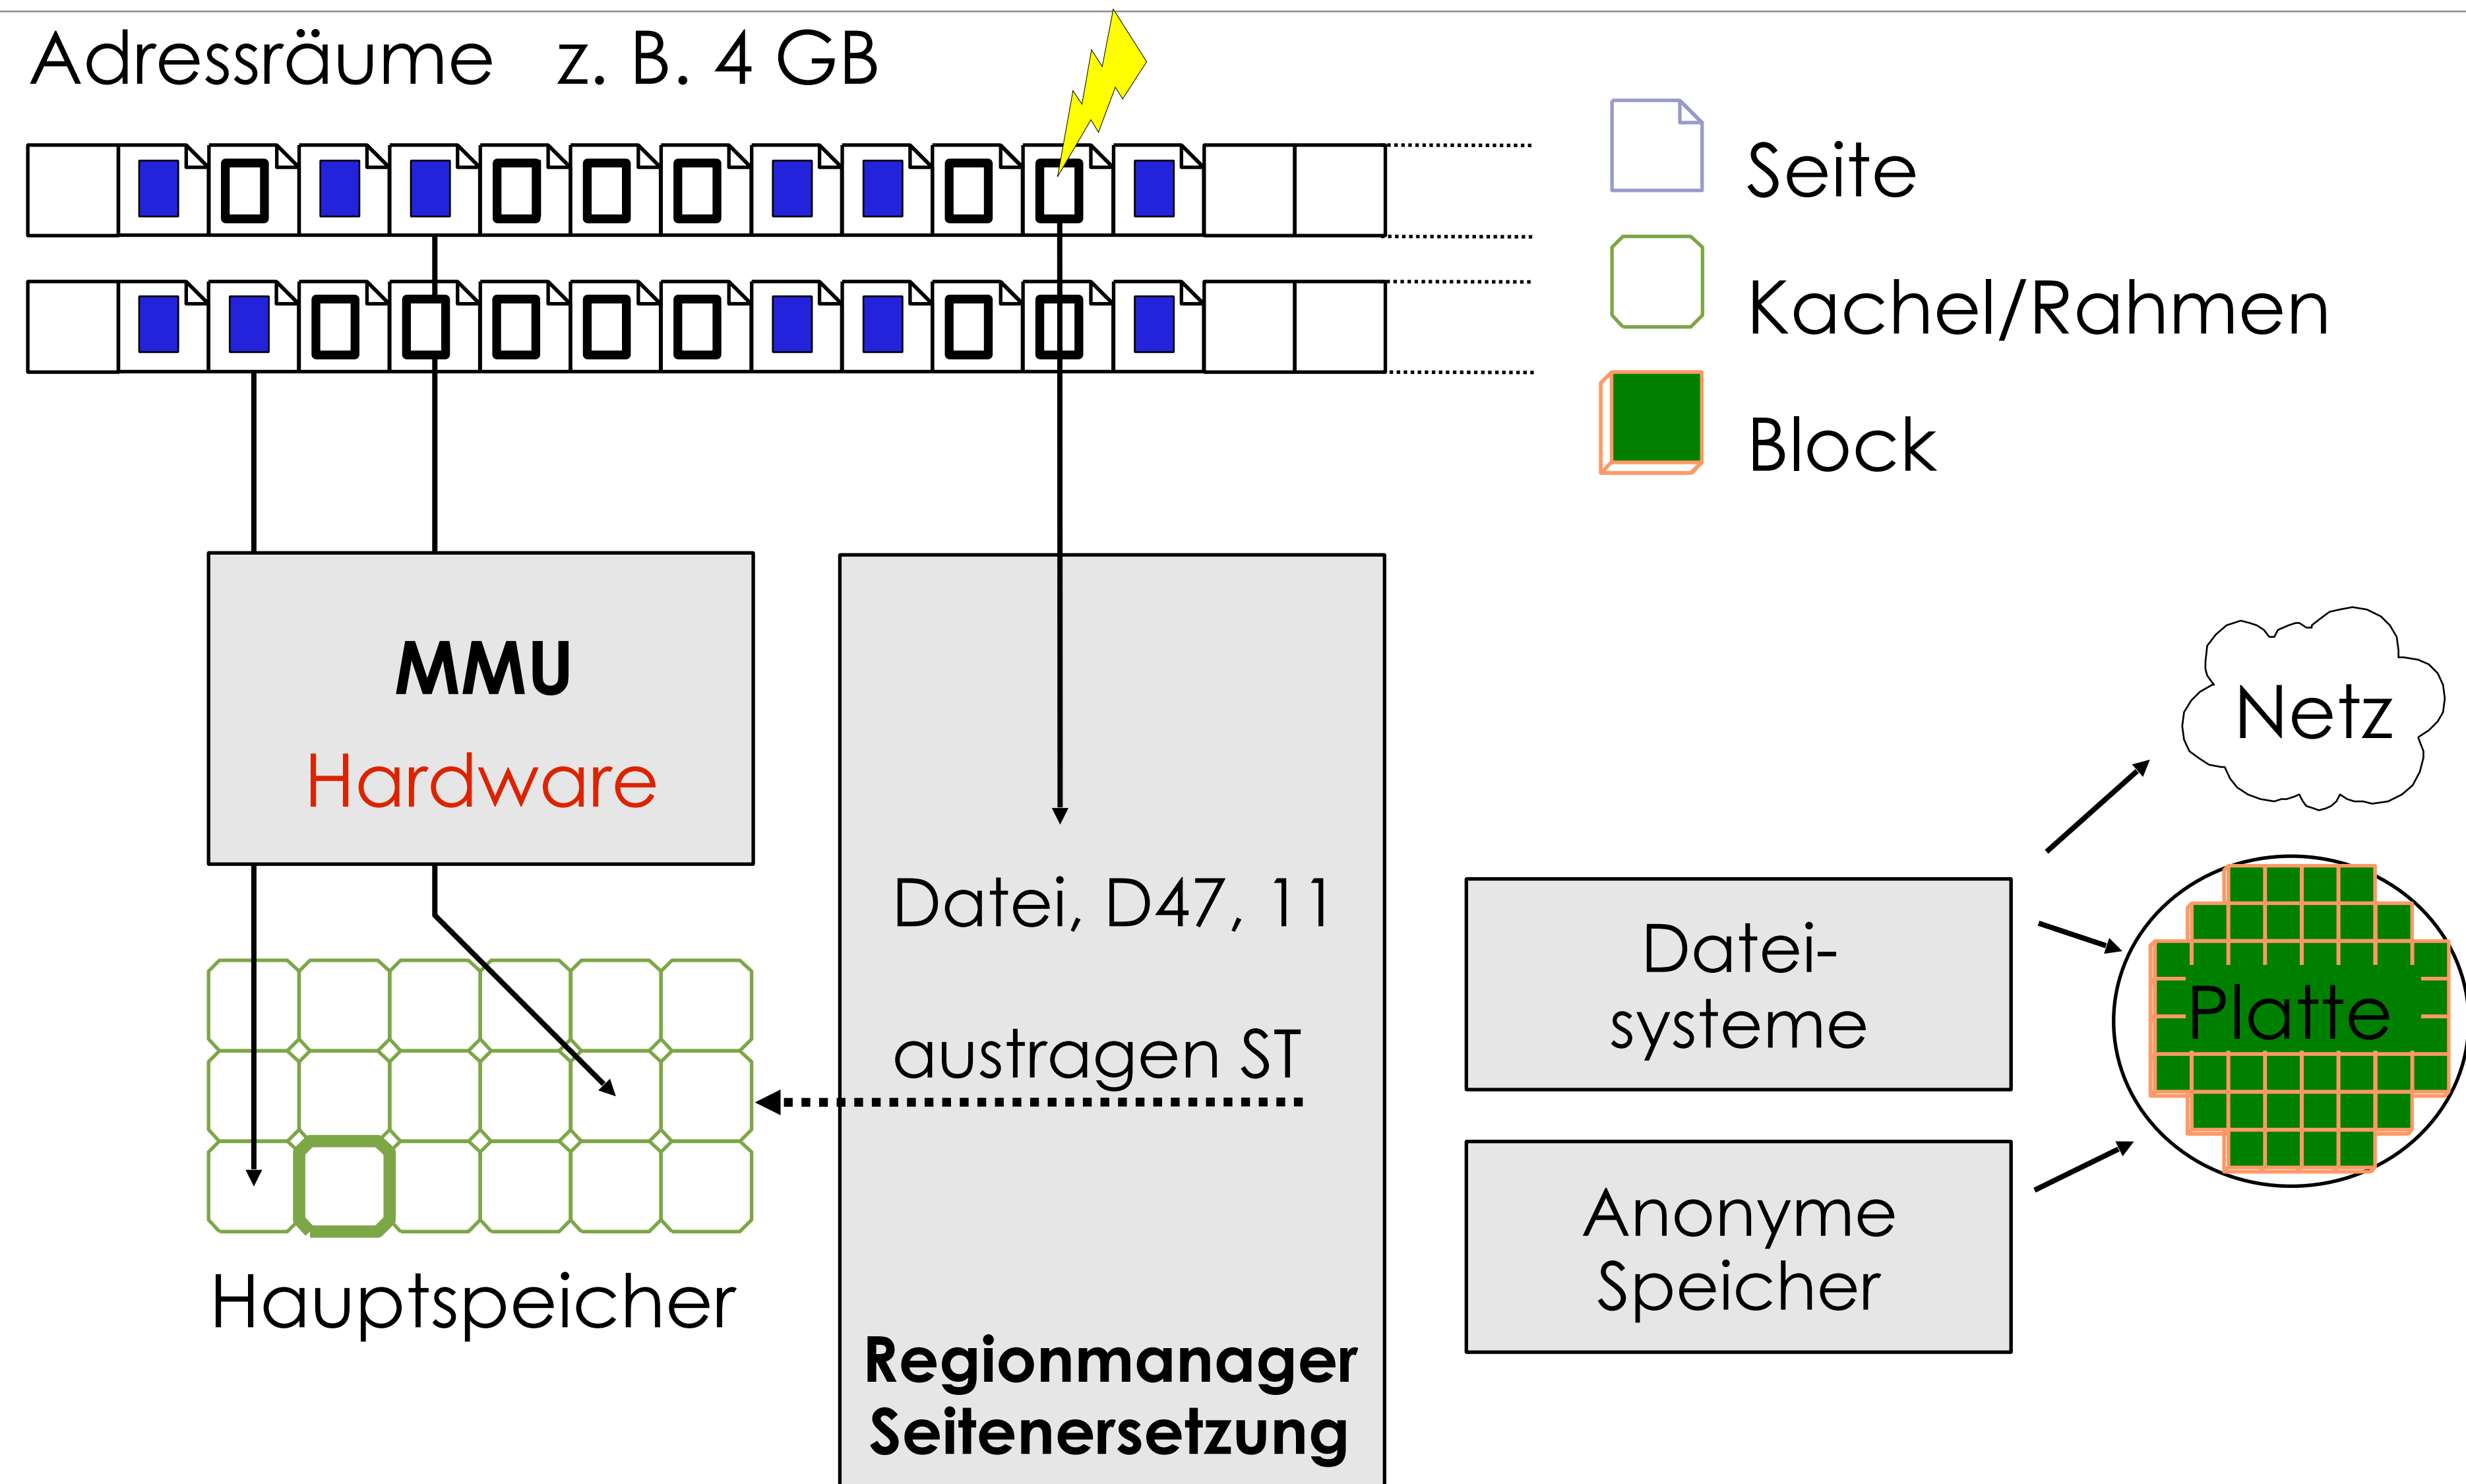 Adressräume z. B. 4 GB
Seite
Kachel/Rahmen
Block
MMU
Hardware
Hauptspeicher
Datei, D47, 11
austragen ST
Regionmanager
Seitenersetzung
Datei-
systeme
Anonyme
Speicher
Netz
Platte